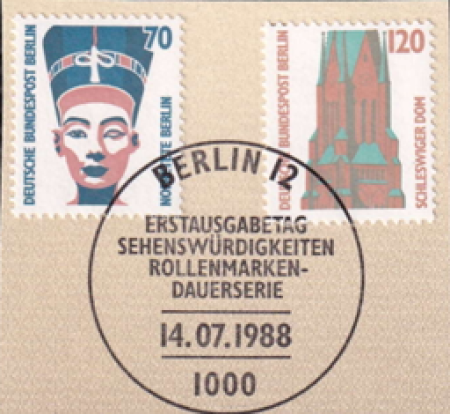 70
DEUTSCHE BUNDESPOST BERLIN
BERLIN
120
DEUTSCHE BUNDESPOST BERLIN
SCHLESWIGER DOM
BERLIN 12
ERSTAUSGABETAG
SEHENSWÜRDIGKEITEN
ROLLENMARKEN-
DAUERSERIE
14.07.1988
1000